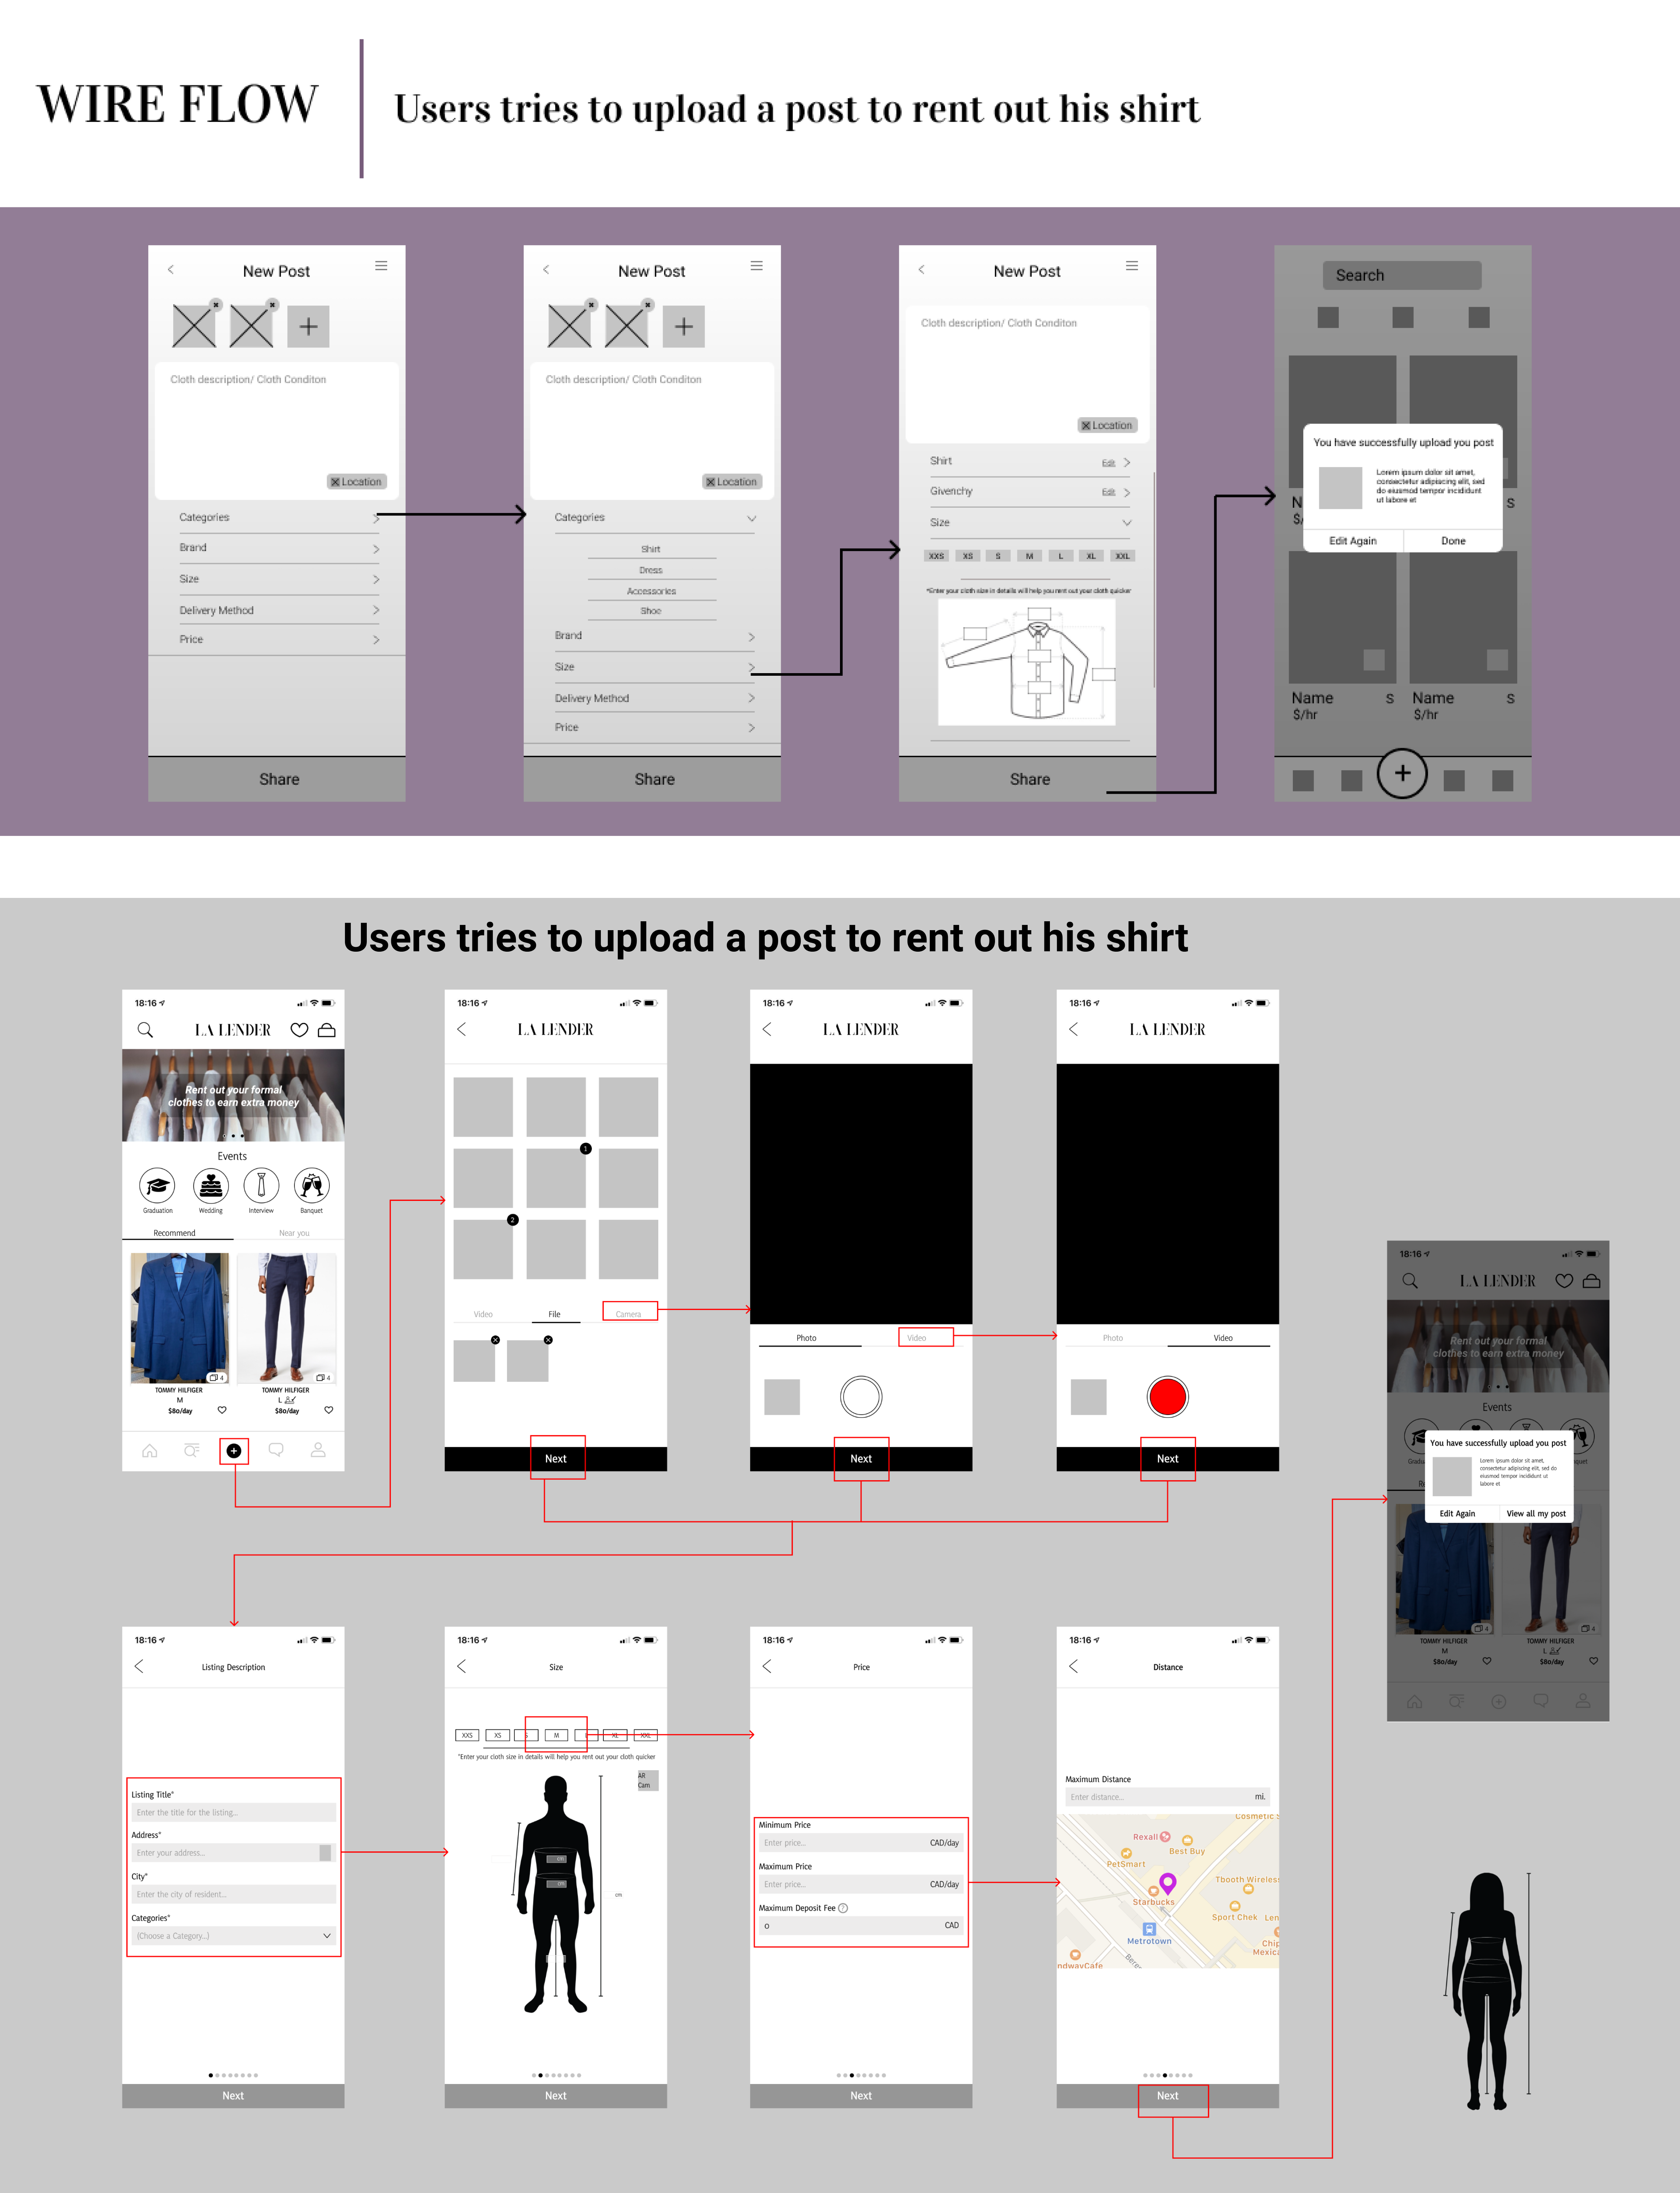 WIRE FLOW
Users tries to upload a post to rent out his shirt
New Post
Cloth description/ Cloth Conditon
Location
Categories
Brand
Size
Delivery Method
Price
Share
New Post
Cloth description/ Cloth Conditon
Location
Categories
Shirt
Dress
Accessories
Shoe
Brand
Size
Delivery Method
Price
Share
New Post
Cloth description/ Cloth Conditon
Location
Shirt
Edit
Givenchy
Edit
Size
XXS XS S M L XL XXL
*Enter your cloth size in details will help you rent out your cloth quicker
Share
Search
You have successfully upload you post
Lorem ipsum dolor sit amet,
consectetur adipiscing elit, sed
do eiusmod tempor incididunt
ut labore et
Edit Again
Done
S
Name S
$/hr
Name S
$/hr
Users tries to upload a post to rent out his shirt
18:16
LA LENDER
Rent out your formal
clothes to earn extra money
Events
Graduation
Wedding
Interview
Banquet
Recommend
Near you
4
4
TOMMY HILFIGER
M
$80/day
TOMMY HILFIGER
L
$80/day
18:16
LA LENDER
1
2
Video
File
Camera
Next
18:16
LA LENDER
Photo
Video
Next
18:16
LA LENDER
Photo
Video
Next
18:16
LA LENDER
Rent out your formal
clothes to earn extra money
Events
You have successfully upload you post
Lorem ipsum dolor sit amet,
consectetur adipiscing elit, sed do
eiusmod tempor incididunt ut
labore et
Edit Again
View all my post
4
4
TOMMY HILFIGER
M
$80/day
TOMMY HILFIGER
L
$80/day
18:16
Listing Description
Listing Title*
Enter the title for the listing...
Address*
Enter your address...
City*
Enter the city of resident...
Categories*
(Choose a Category...)
Next
18:16
Size
XXS XS S M L XL XXL
*Enter your cloth size in details will help you rent out your cloth quicker
AR
Cam.
cm
cm
cm
Next
18:16
Price
Minimum Price
Enter price...
CAD/day
Maximum Price
Enter price...
CAD/day
Maximum Deposit Fee ?
0
CAD
Next
18:16
Distance
Maximum Distance
Enter distance...
mi.
Cosmetic
Rexall
Best Buy
PetSmart
Tbooth Wireless
Starbucks
Sport Chek
Len
Metrotown
Chip
Mexica
ndwayCafe
Bere
Next